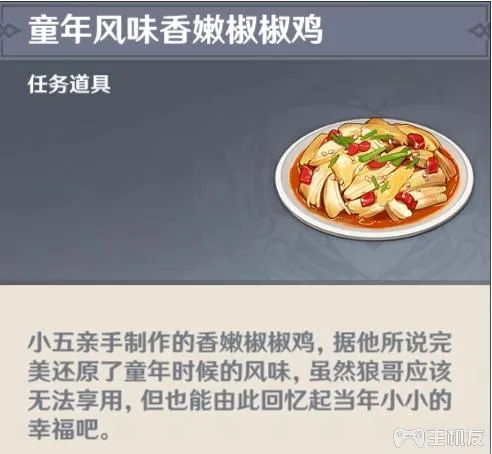 童年风味香嫩椒椒鸡
任务道具
小五亲手制作的香嫩椒椒鸡，据他所说完
美还原了童年时候的风味，虽然狼哥应该
无法享用，但也能由此回忆起当年小小的
幸福吧。
主机友